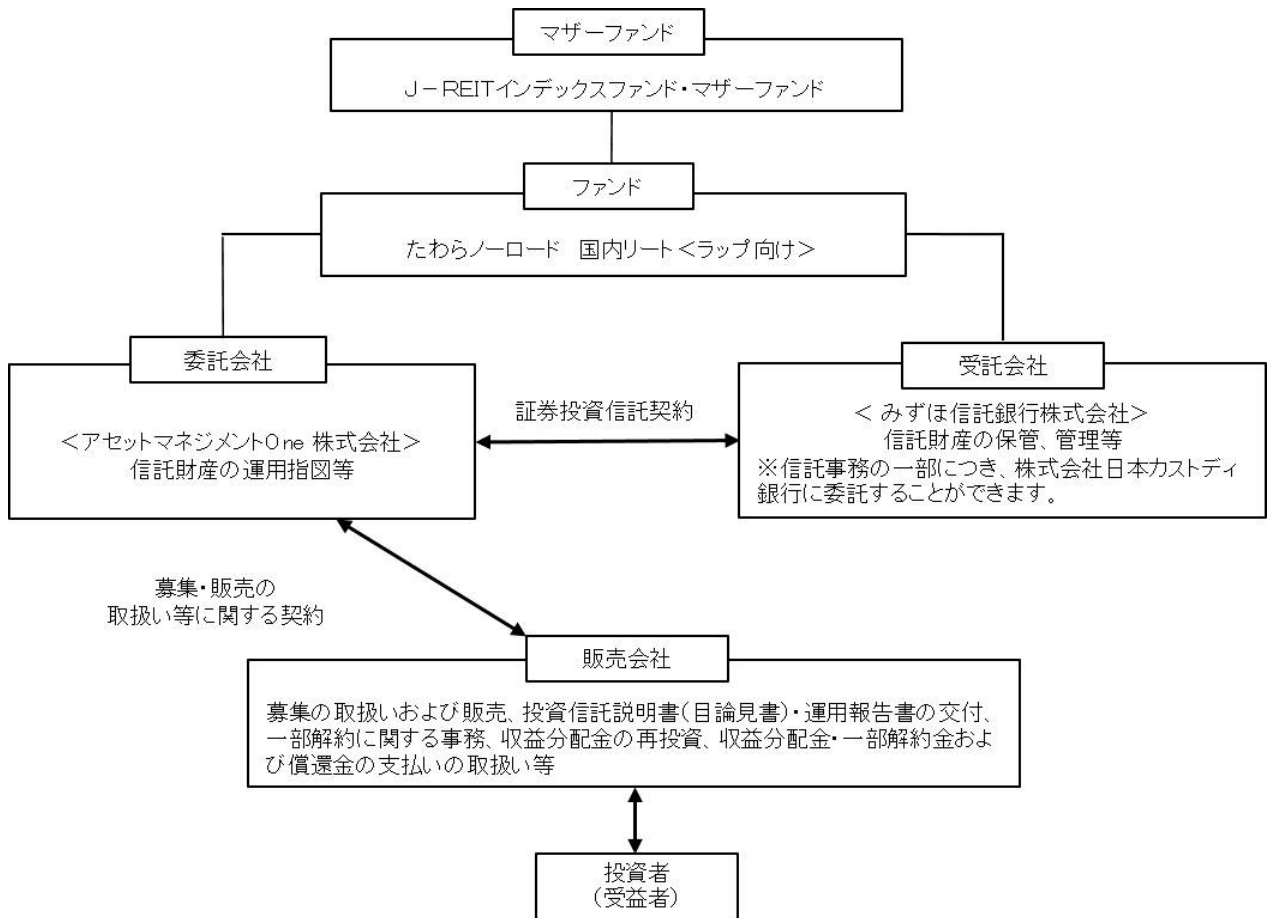 マザーファンド
J－REITインデックスファンド・マザーファンド
ファンド
たわらノーロード　国内リート＜ラップ向け＞
委託会社
＜アセットマネジメントOne 株式会社＞
信託財産の運用指図等
証券投資信託契約
受託会社
＜ みずほ信託銀行株式会社＞
信託財産の保管、管理等
※信託事務の一部につき、株式会社日本カストディ
銀行に委託することができます。
募集・販売の
取扱い等に関する契約
販売会社
募集の取扱いおよび販売、投資信託説明書(目論見書)・運用報告書の交付、
一部解約に関する事務、収益分配金の再投資、収益分配金・一部解約金およ
び償還金の支払いの取扱い等
投資者
(受益者)